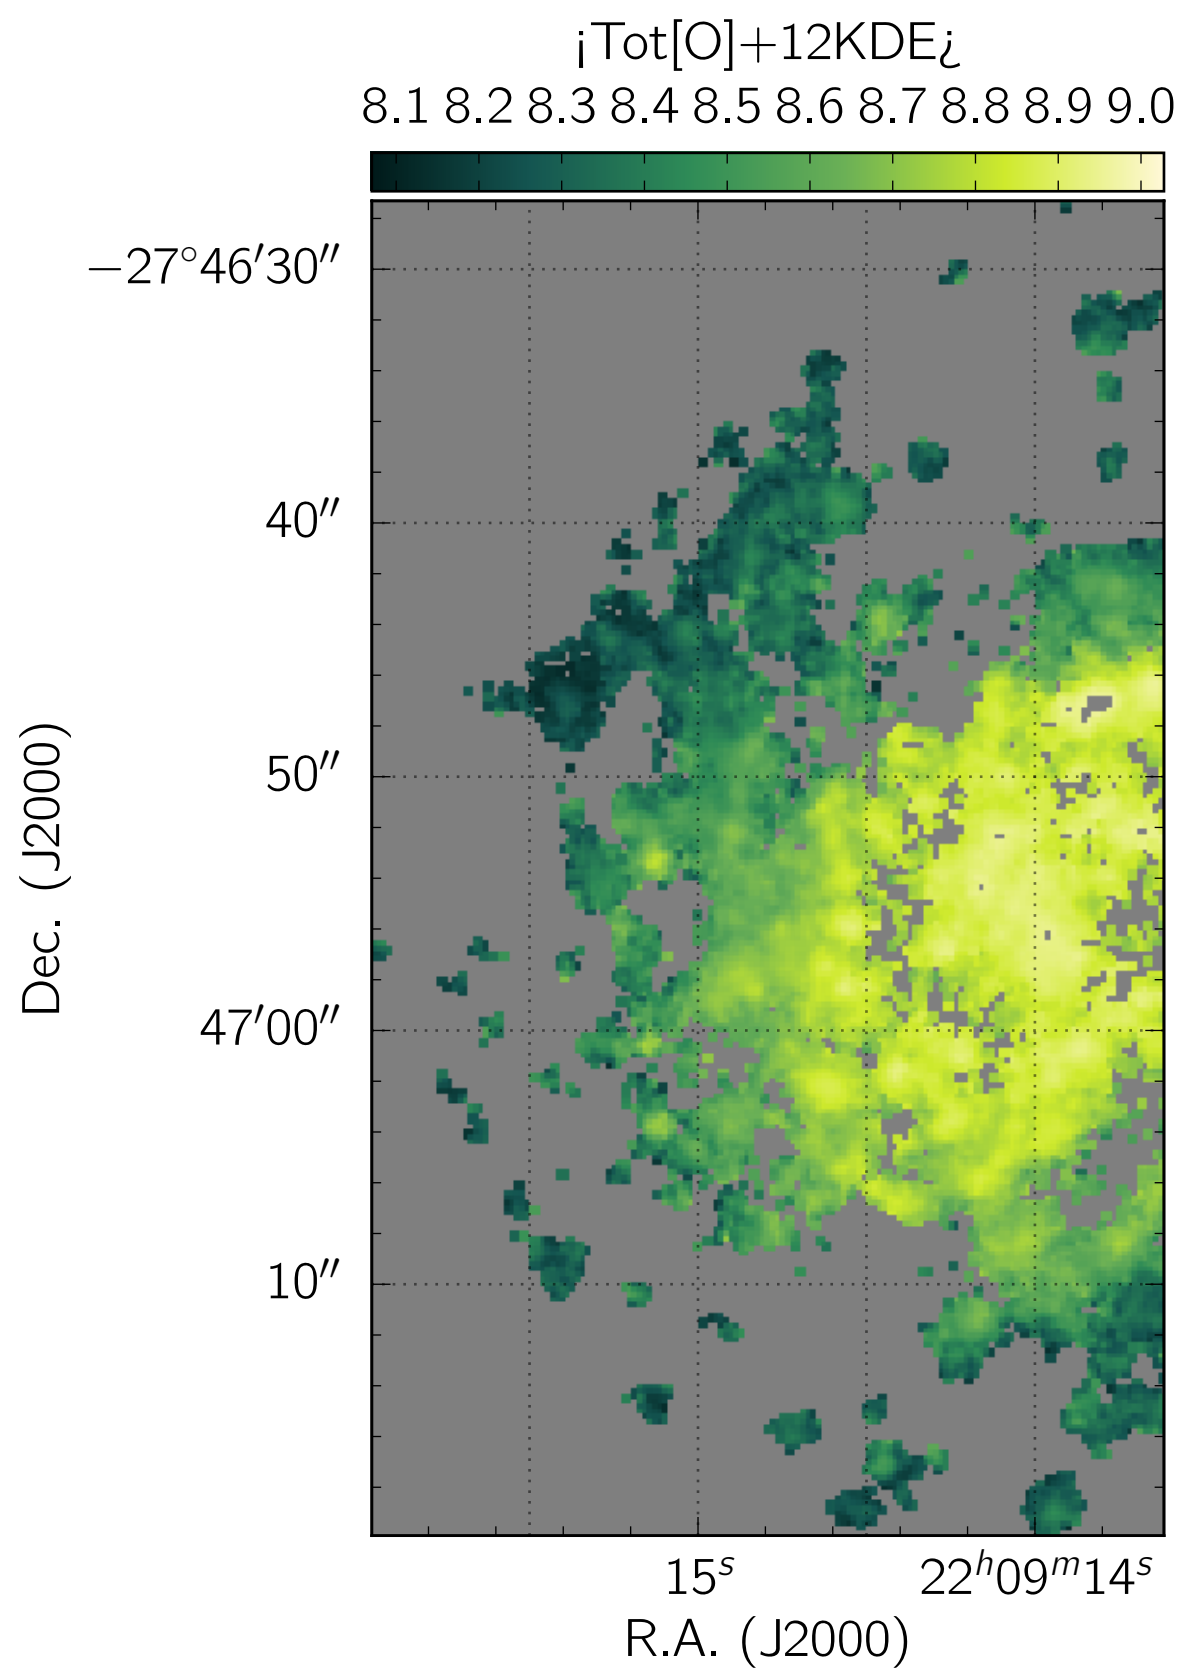 ¡Tot[O]+12KDE¿
8.1 8.2 8.3 8.4 8.5 8.6 8.7 8.8 8.9 9.0
−27°46′30″
40″
50″
47′00″
10″
Dec. (J2000)
15ˢ 22ʰ09ᵐ14ˢ
R.A. (J2000)